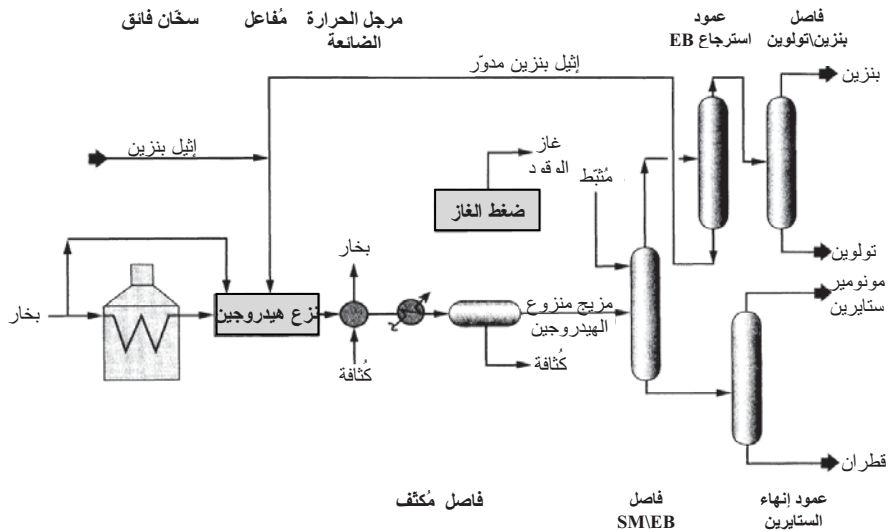 سخّان فائق
مُفاعل
مرجل الحرارة
الضائعة
عمود
استرجاع EB
فاصل
بنزين\تولوين
إثيل بنزين مدوّر
بنزين
إثيل بنزين
غاز
الوقود
مُثبّط
ضغط الغاز
بخار
تولوين
مونومير
ستايرين
بخار
نزع هيدروجين
مزيج منزوع
الهيدروجين
كُثافة
كُثافة
قطران
فاصل مُكثّف
فاصل
SM\EB
عمود إنهاء
الستايرين